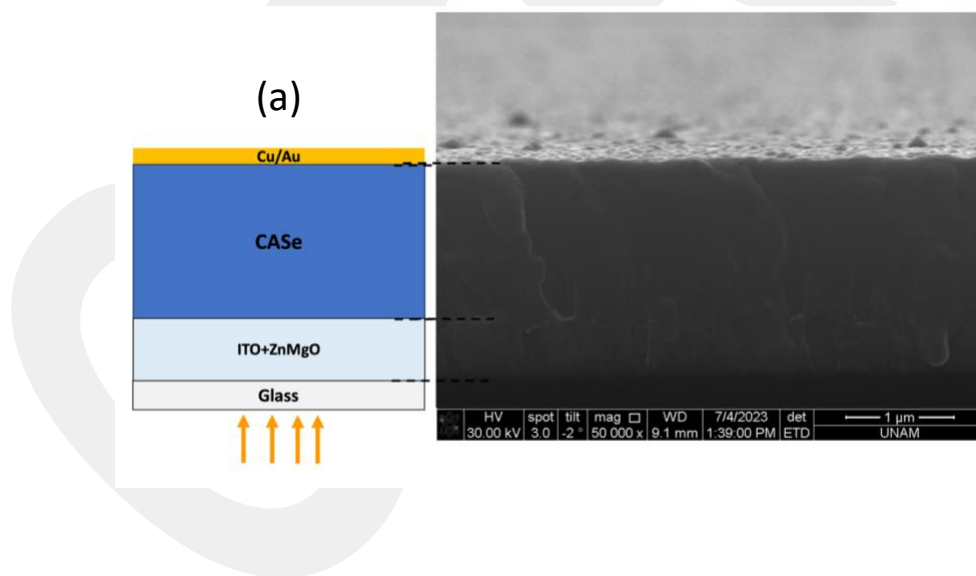 (a)
Cu/Au
CASe
ITO+ZnMgO
Glass
HV spot tilt mag WD 7/4/2023 det 1 µm
30.00 kV 3.0 -2 ° 50 000 x 9.1 mm 1:39:00 PM ETD UNAM